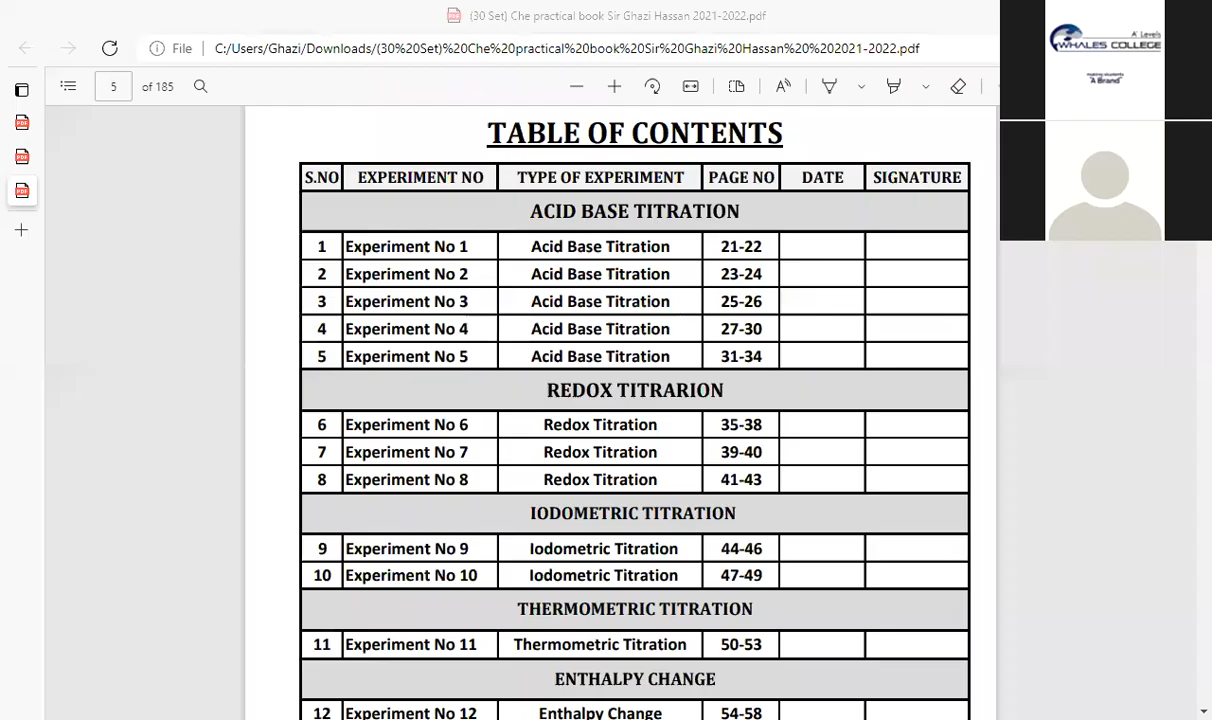 (30 Set) Che practical book Sir Ghazi Hassan 2021-2022.pdf
File C:/Users/Ghazi/Downloads/(30%20Set)%20Che%20practical%20book%20Sir%20Ghazi%20Hassan%20%202021-2022.pdf
5 of 185
A' Levels
WHALES COLLEGE
making students
"A Brand"
TABLE OF CONTENTS
S.NO EXPERIMENT NO TYPE OF EXPERIMENT PAGE NO DATE SIGNATURE
ACID BASE TITRATION
1 Experiment No 1 Acid Base Titration 21-22
2 Experiment No 2 Acid Base Titration 23-24
3 Experiment No 3 Acid Base Titration 25-26
4 Experiment No 4 Acid Base Titration 27-30
5 Experiment No 5 Acid Base Titration 31-34
REDOX TITRARION
6 Experiment No 6 Redox Titration 35-38
7 Experiment No 7 Redox Titration 39-40
8 Experiment No 8 Redox Titration 41-43
IODOMETRIC TITRATION
9 Experiment No 9 Iodometric Titration 44-46
10 Experiment No 10 Iodometric Titration 47-49
THERMOMETRIC TITRATION
11 Experiment No 11 Thermometric Titration 50-53
ENTHALPY CHANGE
12 Experiment No 12 Enthalpy Change 54-58